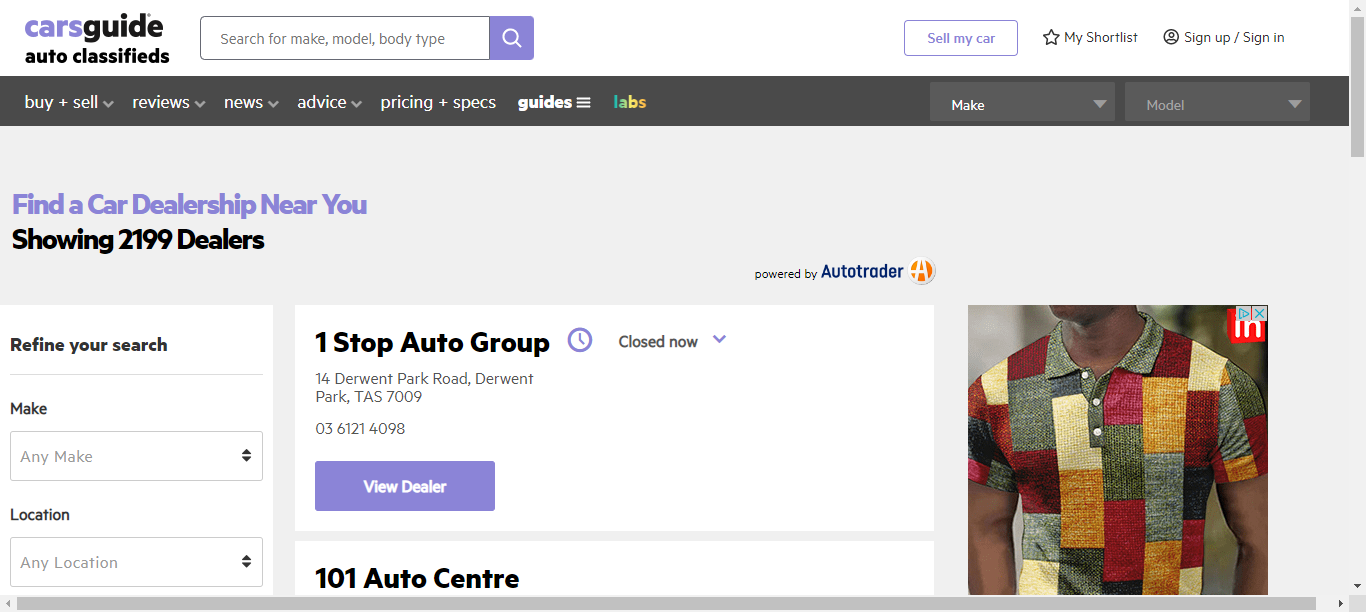 carsguide
auto classifieds
Search for make, model, body type
Sell my car
My Shortlist
Sign up / Sign in
buy + sell
reviews
news
advice
pricing + specs
guides
labs
Make
Model
Find a Car Dealership Near You
Showing 2199 Dealers
powered by Autotrader
Refine your search
Make
Any Make
Location
Any Location
1 Stop Auto Group
Closed now
14 Derwent Park Road, Derwent
Park, TAS 7009
03 6121 4098
View Dealer
101 Auto Centre
in